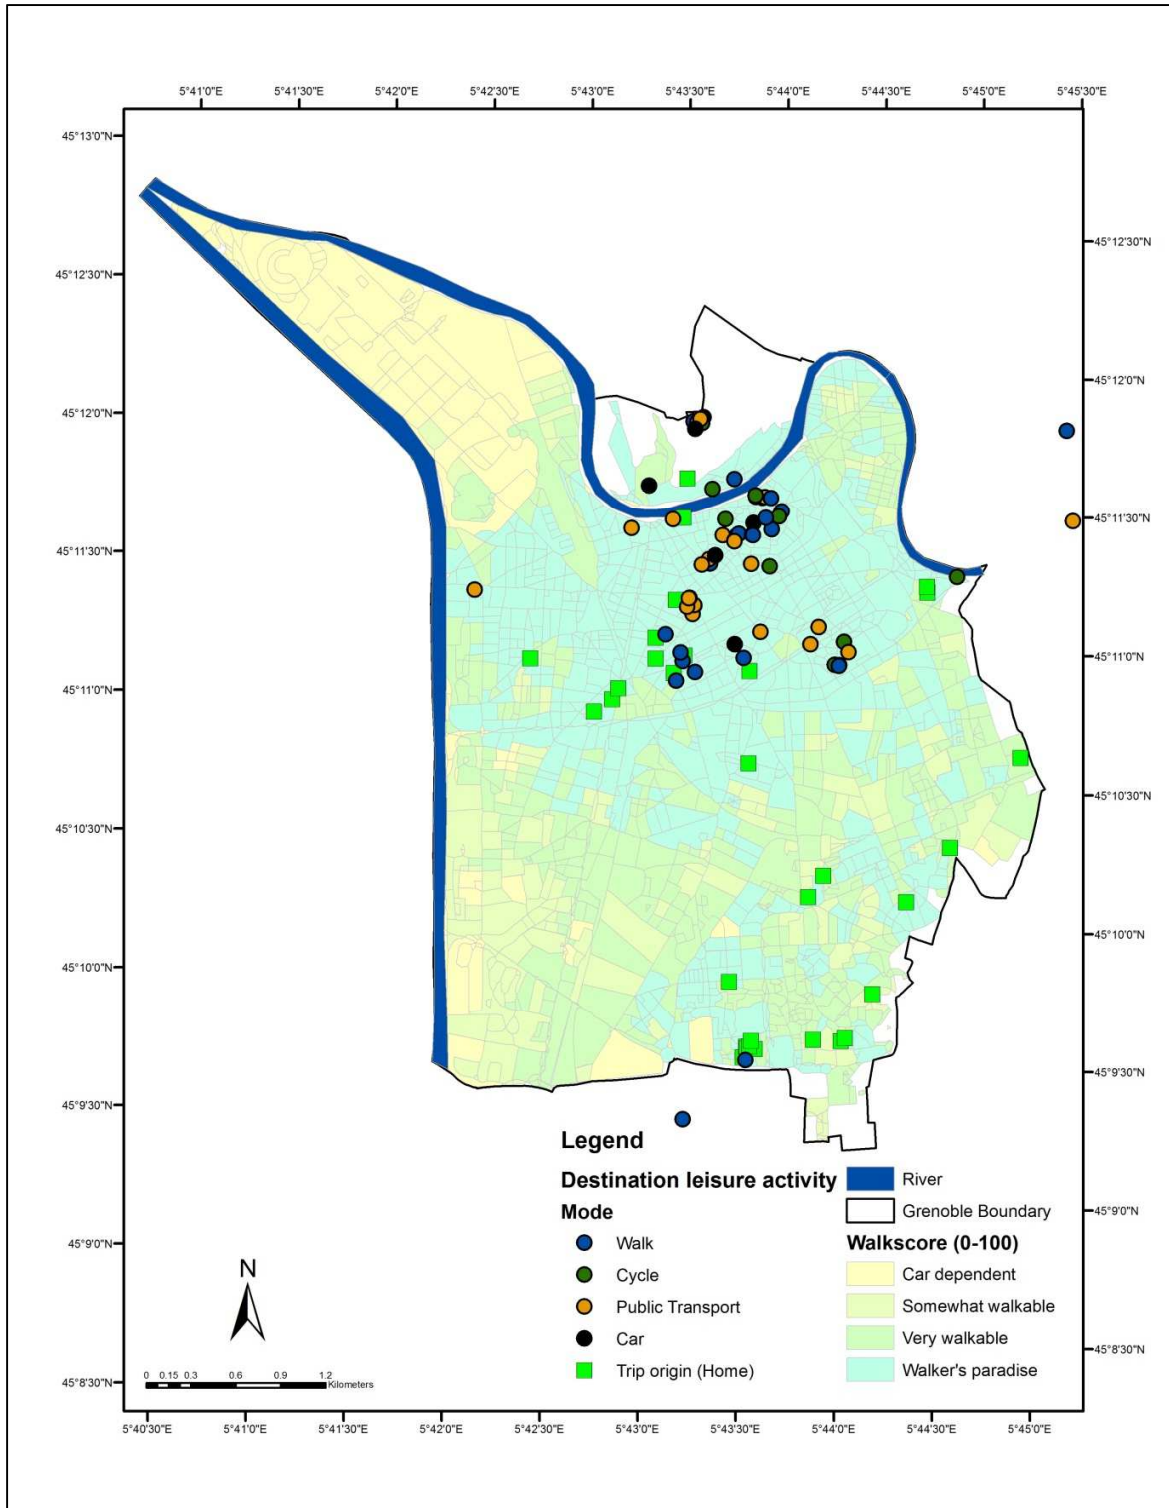 5°41'0"E 5°41'30"E 5°42'0"E 5°42'30"E 5°43'0"E 5°43'30"E 5°44'0"E 5°44'30"E 5°45'0"E 5°45'30"E
45°13'0"N
45°12'30"N
45°12'30"N
45°12'0"N
45°12'0"N
45°11'30"N
45°11'30"N
45°11'0"N
45°11'0"N
45°10'30"N
45°10'30"N
45°10'0"N
45°10'0"N
45°9'30"N
45°9'30"N
45°9'0"N
45°9'0"N
45°8'30"N
45°8'30"N
Legend
Destination leisure activity
Mode
Walk
Cycle
Public Transport
Car
Trip origin (Home)
River
Grenoble Boundary
Walkscore (0-100)
Car dependent
Somewhat walkable
Very walkable
Walker's paradise
N
0 0.15 0.3 0.6 0.9 1.2
Kilometers
5°40'30"E 5°41'0"E 5°41'30"E 5°42'0"E 5°42'30"E 5°43'0"E 5°43'30"E 5°44'0"E 5°44'30"E 5°45'0"E